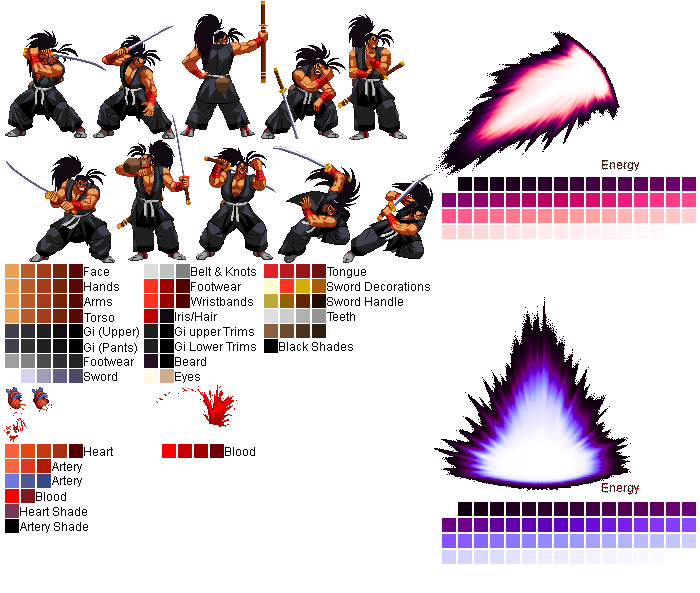 Energy
Face
Hands
Arms
Torso
Gi (Upper)
Gi (Pants)
Footwear
Sword
Belt & Knots
Footwear
Wristbands
Iris/Hair
Gi upper Trims
Gi Lower Trims
Beard
Eyes
Tongue
Sword Decorations
Sword Handle
Teeth
Black Shades
Heart
Artery
Artery
Blood
Heart Shade
Artery Shade
Blood
Energy